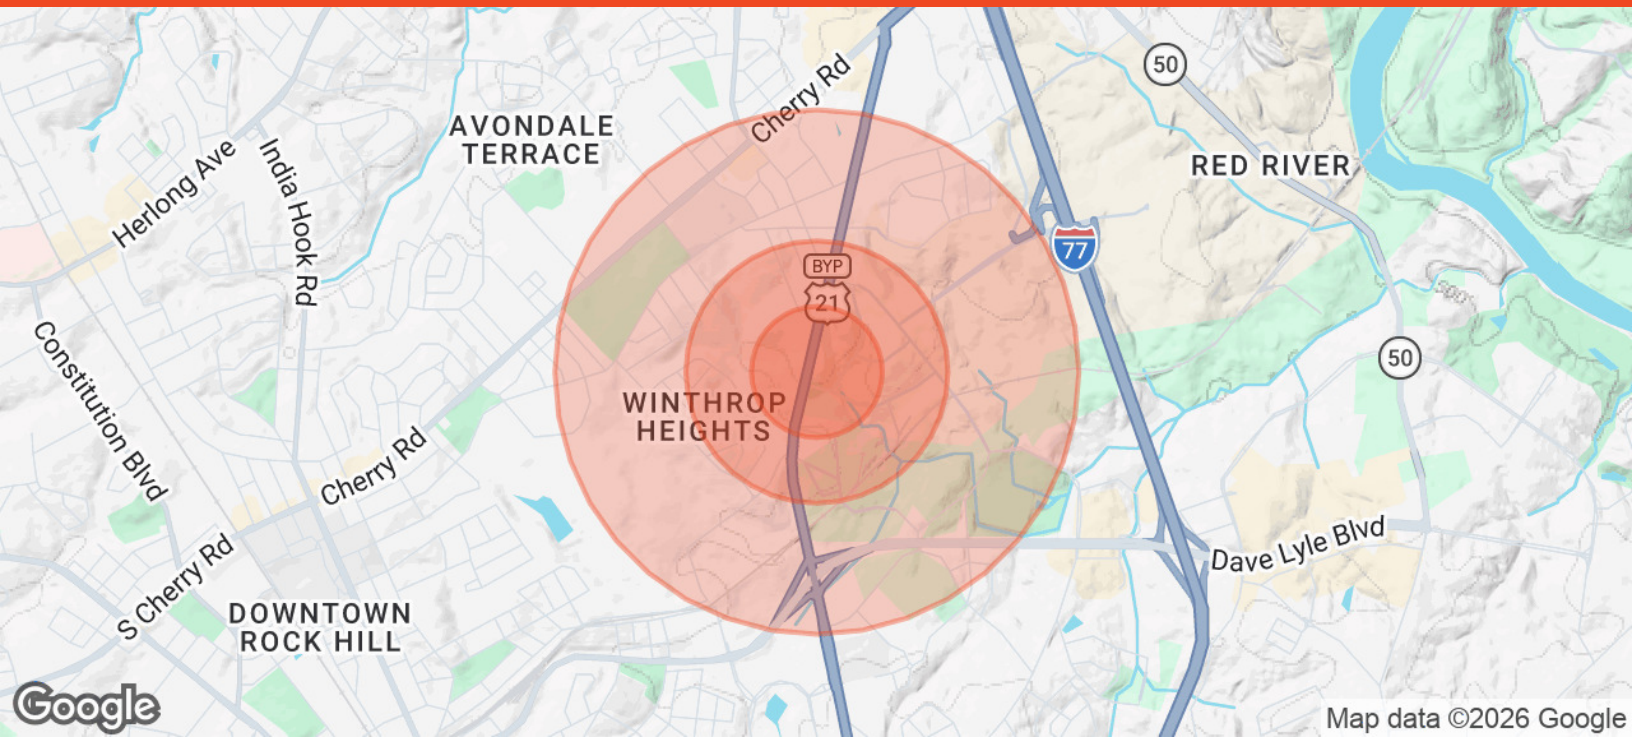 50
Cherry Rd
AVONDALE
TERRACE
Herlong Ave
India Hook Rd
RED RIVER
77
BYP
21
Constitution Blvd
50
WINTHROP
HEIGHTS
Cherry Rd
S Cherry Rd
Dave Lyle Blvd
DOWNTOWN
ROCK HILL
Google
Map data ©2026 Google